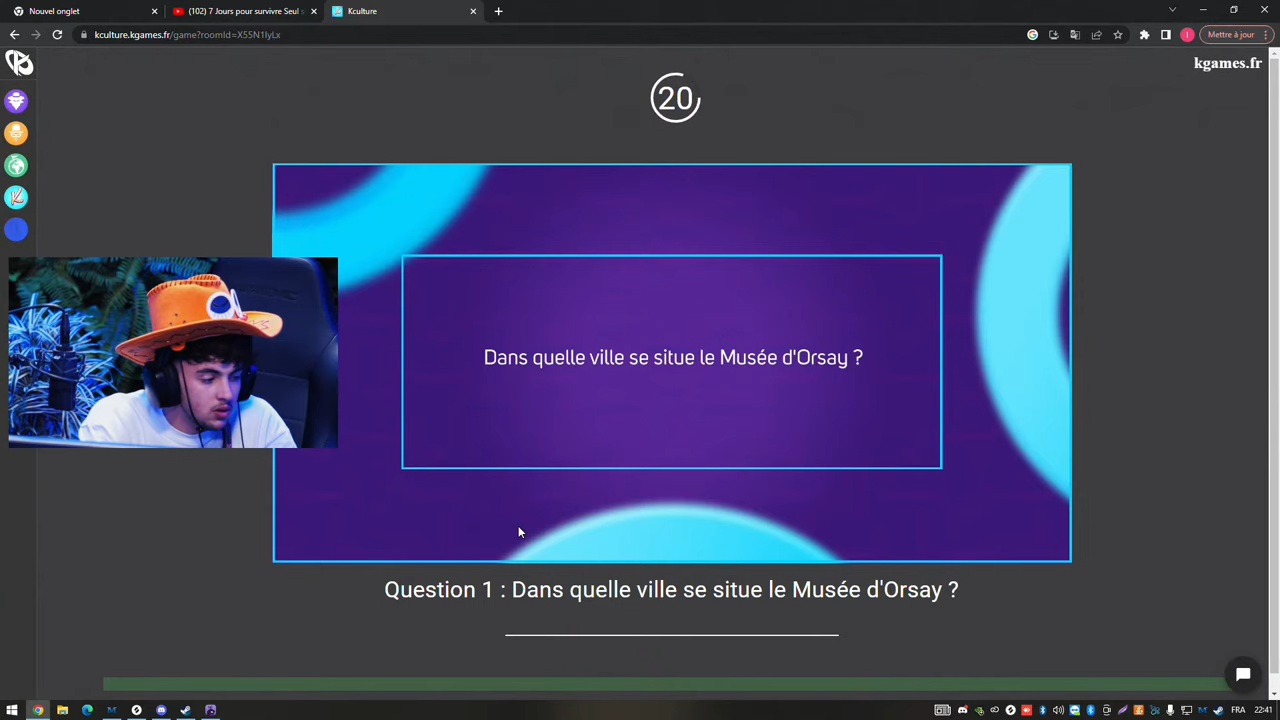 Nouvel onglet
(102) 7 Jours pour survivre Seul s
Kculture
kculture.kgames.fr/game?roomId=X5SN1lyLx
Mettre à jour
kgames.fr
20
Dans quelle ville se situe le Musée d'Orsay ?
Question 1 : Dans quelle ville se situe le Musée d'Orsay ?
FRA
22:41